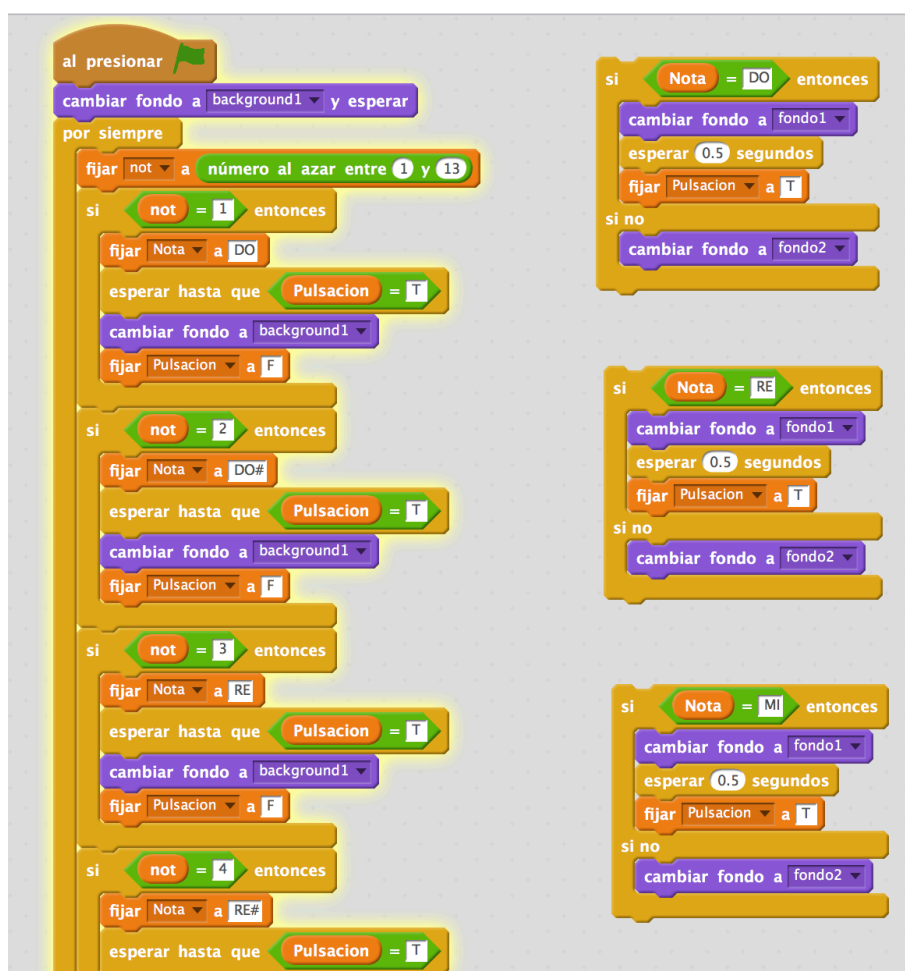 al presionar
cambiar fondo a background1 y esperar
por siempre
fijar not a número al azar entre 1 y 13
si not = 1 entonces
fijar Nota a DO
esperar hasta que Pulsacion = T
cambiar fondo a background1
fijar Pulsacion a F
si not = 2 entonces
fijar Nota a DO#
esperar hasta que Pulsacion = T
cambiar fondo a background1
fijar Pulsacion a F
si not = 3 entonces
fijar Nota a RE
esperar hasta que Pulsacion = T
cambiar fondo a background1
fijar Pulsacion a F
si not = 4 entonces
fijar Nota a RE#
esperar hasta que Pulsacion = T
si Nota = DO entonces
cambiar fondo a fondo1
esperar 0.5 segundos
fijar Pulsacion a T
si no
cambiar fondo a fondo2
si Nota = RE entonces
cambiar fondo a fondo1
esperar 0.5 segundos
fijar Pulsacion a T
si no
cambiar fondo a fondo2
si Nota = MI entonces
cambiar fondo a fondo1
esperar 0.5 segundos
fijar Pulsacion a T
si no
cambiar fondo a fondo2